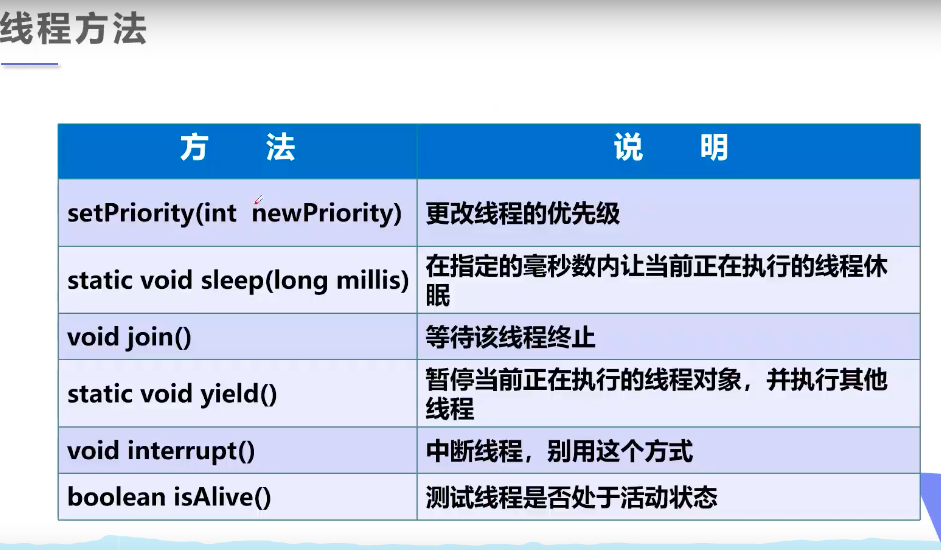 线程方法
方 法 说 明
setPriority(int newPriority) 更改线程的优先级
static void sleep(long millis) 在指定的毫秒数内让当前正在执行的线程休
眠
void join() 等待该线程终止
static void yield() 暂停当前正在执行的线程对象，并执行其他
线程
void interrupt() 中断线程，别用这个方式
boolean isAlive() 测试线程是否处于活动状态